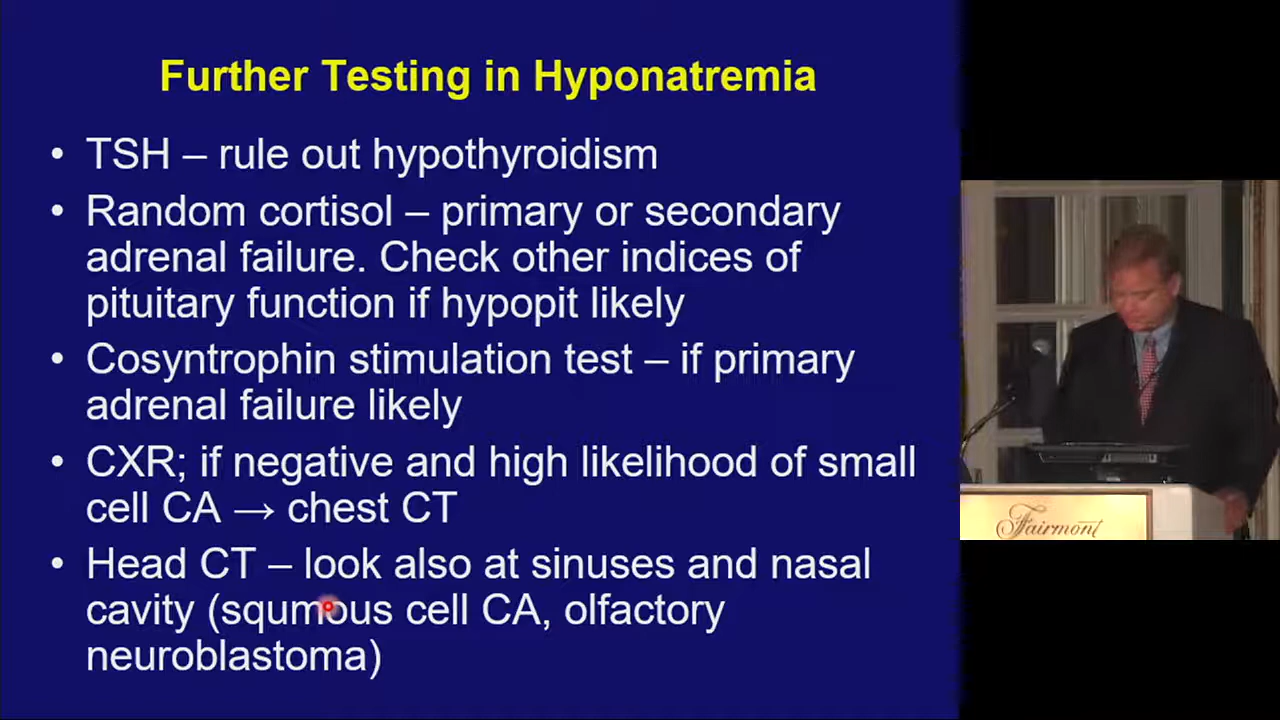 Further Testing in Hyponatremia
• TSH – rule out hypothyroidism
• Random cortisol – primary or secondary
adrenal failure. Check other indices of
pituitary function if hypopit likely
• Cosyntrophin stimulation test – if primary
adrenal failure likely
• CXR; if negative and high likelihood of small
cell CA → chest CT
• Head CT – look also at sinuses and nasal
cavity (squmous cell CA, olfactory
neuroblastoma)
Fairmont